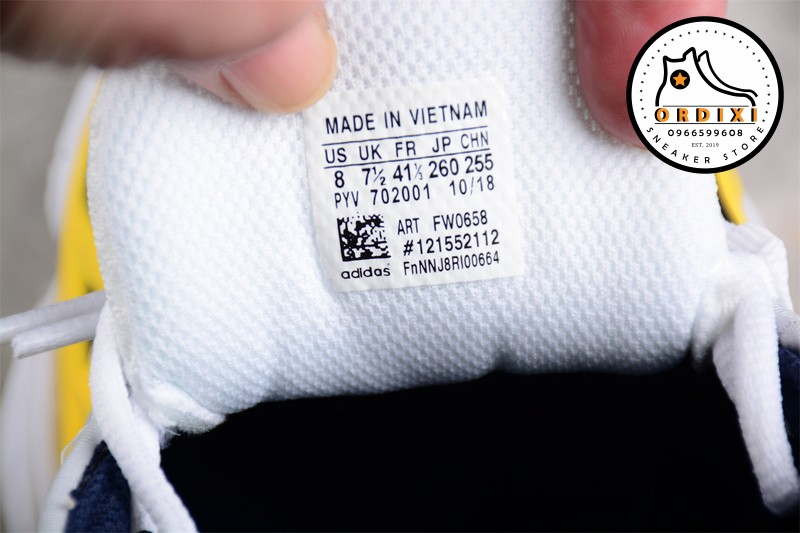 MADE IN VIETNAM
US UK FR JP CHN
8 7½ 41⅓ 260 255
PYV 702001 10/18
ART FW0658
#121552112
adidas FnNNJ8RI00664
ORDIXI
0966599608
EST. 2019
SNEAKER STORE